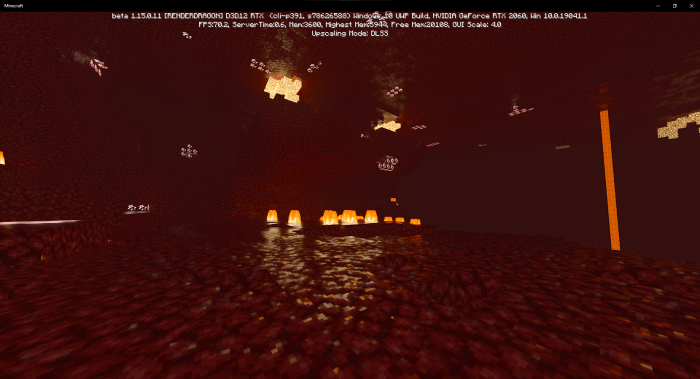 Minecraft
beta 1.15.0.11 [RENDERDRAGON] D3D12 RTX (cli-p391, s78626588) Windows 10 UWP Build, NVIDIA GeForce RTX 2060, Win 10.0.19041.1
FPS:70.2, ServerTime:0.6, Mem:3600, Highest Mem:5944, Free Mem:20108, GUI Scale: 4.0
Upscaling Mode: DLSS